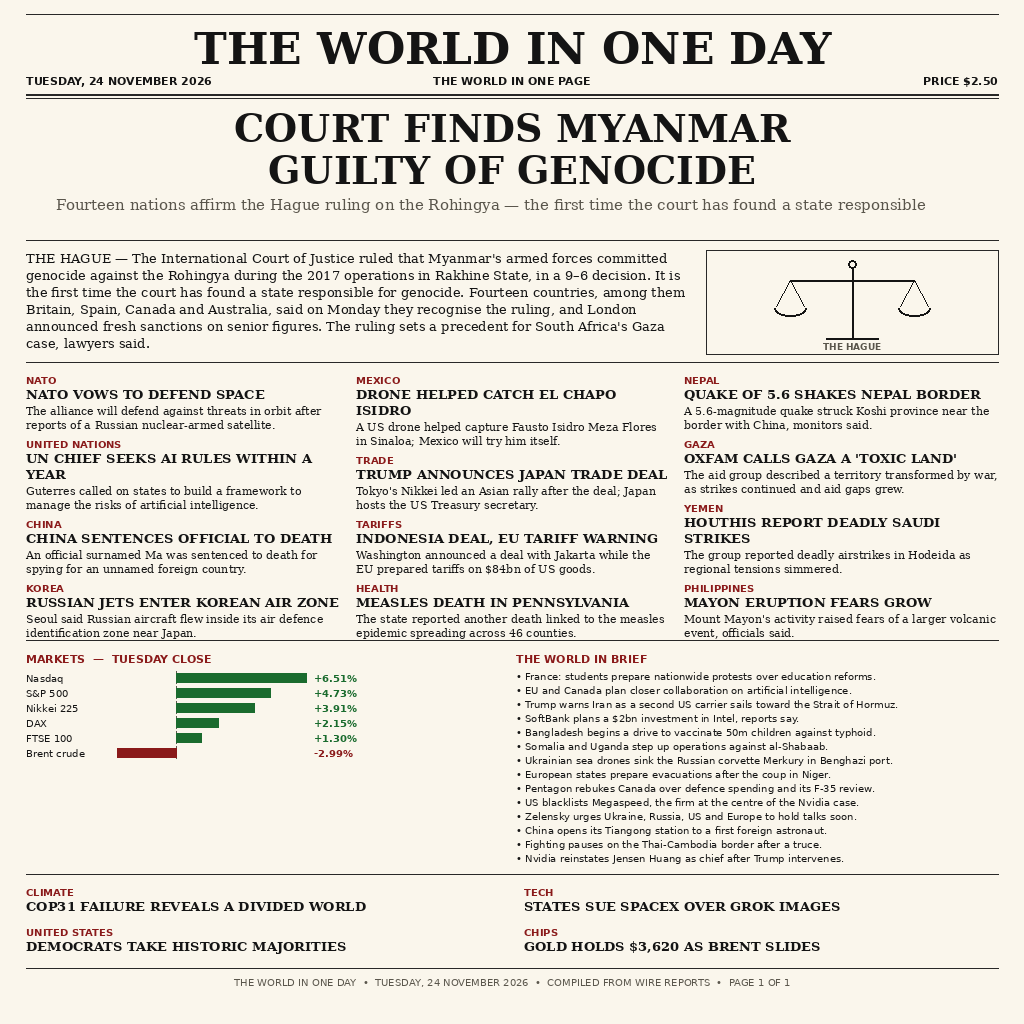 THE WORLD IN ONE DAY
TUESDAY, 24 NOVEMBER 2026
THE WORLD IN ONE PAGE
PRICE $2.50
COURT FINDS MYANMAR
GUILTY OF GENOCIDE
Fourteen nations affirm the Hague ruling on the Rohingya — the first time the court has found a state responsible
THE HAGUE — The International Court of Justice ruled that Myanmar's armed forces committed
genocide against the Rohingya during the 2017 operations in Rakhine State, in a 9–6 decision. It is
the first time the court has found a state responsible for genocide. Fourteen countries, among them
Britain, Spain, Canada and Australia, said on Monday they recognise the ruling, and London
announced fresh sanctions on senior figures. The ruling sets a precedent for South Africa's Gaza
case, lawyers said.
THE HAGUE
NATO
NATO VOWS TO DEFEND SPACE
The alliance will defend against threats in orbit after
reports of a Russian nuclear-armed satellite.
UNITED NATIONS
UN CHIEF SEEKS AI RULES WITHIN A
YEAR
Guterres called on states to build a framework to
manage the risks of artificial intelligence.
CHINA
CHINA SENTENCES OFFICIAL TO DEATH
An official surnamed Ma was sentenced to death for
spying for an unnamed foreign country.
KOREA
RUSSIAN JETS ENTER KOREAN AIR ZONE
Seoul said Russian aircraft flew inside its air defence
identification zone near Japan.
MEXICO
DRONE HELPED CATCH EL CHAPO
ISIDRO
A US drone helped capture Fausto Isidro Meza Flores
in Sinaloa; Mexico will try him itself.
TRADE
TRUMP ANNOUNCES JAPAN TRADE DEAL
Tokyo's Nikkei led an Asian rally after the deal; Japan
hosts the US Treasury secretary.
TARIFFS
INDONESIA DEAL, EU TARIFF WARNING
Washington announced a deal with Jakarta while the
EU prepared tariffs on $84bn of US goods.
HEALTH
MEASLES DEATH IN PENNSYLVANIA
The state reported another death linked to the measles
epidemic spreading across 46 counties.
NEPAL
QUAKE OF 5.6 SHAKES NEPAL BORDER
A 5.6-magnitude quake struck Koshi province near the
border with China, monitors said.
GAZA
OXFAM CALLS GAZA A 'TOXIC LAND'
The aid group described a territory transformed by war,
as strikes continued and aid gaps grew.
YEMEN
HOUTHIS REPORT DEADLY SAUDI
STRIKES
The group reported deadly airstrikes in Hodeida as
regional tensions simmered.
PHILIPPINES
MAYON ERUPTION FEARS GROW
Mount Mayon's activity raised fears of a larger volcanic
event, officials said.
MARKETS — TUESDAY CLOSE
Nasdaq +6.51%
S&P 500 +4.73%
Nikkei 225 +3.91%
DAX +2.15%
FTSE 100 +1.30%
Brent crude -2.99%
THE WORLD IN BRIEF
• France: students prepare nationwide protests over education reforms.
• EU and Canada plan closer collaboration on artificial intelligence.
• Trump warns Iran as a second US carrier sails toward the Strait of Hormuz.
• SoftBank plans a $2bn investment in Intel, reports say.
• Bangladesh begins a drive to vaccinate 50m children against typhoid.
• Somalia and Uganda step up operations against al-Shabaab.
• Ukrainian sea drones sink the Russian corvette Merkury in Benghazi port.
• European states prepare evacuations after the coup in Niger.
• Pentagon rebukes Canada over defence spending and its F-35 review.
• US blacklists Megaspeed, the firm at the centre of the Nvidia case.
• Zelensky urges Ukraine, Russia, US and Europe to hold talks soon.
• China opens its Tiangong station to a first foreign astronaut.
• Fighting pauses on the Thai-Cambodia border after a truce.
• Nvidia reinstates Jensen Huang as chief after Trump intervenes.
CLIMATE
COP31 FAILURE REVEALS A DIVIDED WORLD
TECH
STATES SUE SPACEX OVER GROK IMAGES
UNITED STATES
DEMOCRATS TAKE HISTORIC MAJORITIES
CHIPS
GOLD HOLDS $3,620 AS BRENT SLIDES
THE WORLD IN ONE DAY • TUESDAY, 24 NOVEMBER 2026 • COMPILED FROM WIRE REPORTS • PAGE 1 OF 1